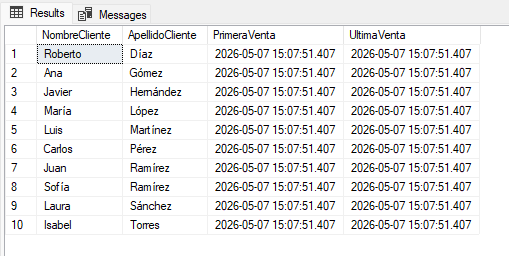 Results Messages
NombreCliente ApellidoCliente PrimeraVenta UltimaVenta
1 Roberto Díaz 2026-05-07 15:07:51.407 2026-05-07 15:07:51.407
2 Ana Gómez 2026-05-07 15:07:51.407 2026-05-07 15:07:51.407
3 Javier Hernández 2026-05-07 15:07:51.407 2026-05-07 15:07:51.407
4 María López 2026-05-07 15:07:51.407 2026-05-07 15:07:51.407
5 Luis Martínez 2026-05-07 15:07:51.407 2026-05-07 15:07:51.407
6 Carlos Pérez 2026-05-07 15:07:51.407 2026-05-07 15:07:51.407
7 Juan Ramírez 2026-05-07 15:07:51.407 2026-05-07 15:07:51.407
8 Sofía Ramírez 2026-05-07 15:07:51.407 2026-05-07 15:07:51.407
9 Laura Sánchez 2026-05-07 15:07:51.407 2026-05-07 15:07:51.407
10 Isabel Torres 2026-05-07 15:07:51.407 2026-05-07 15:07:51.407